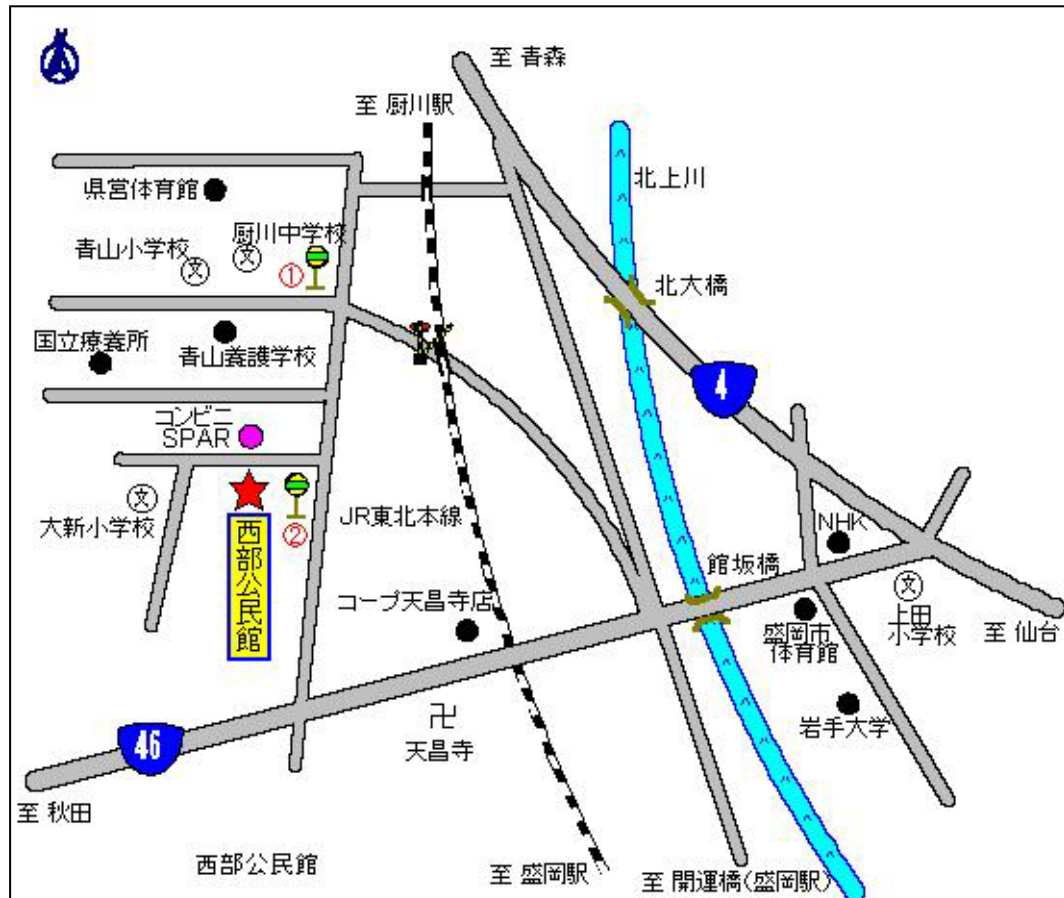 至 青森
至 厨川駅
北上川
県営体育館
厨川中学校
青山小学校
文
文
①
北大橋
国立療養所
青山養護学校
4
コンビニ
SPAR
文
大新小学校
②
JR東北本線
西部公民館
NHK
館坂橋
文
上田
小学校
コープ天昌寺店
盛岡市
体育館
至 仙台
卍
天昌寺
岩手大学
46
至 秋田
西部公民館
至 盛岡駅
至 開運橋(盛岡駅)